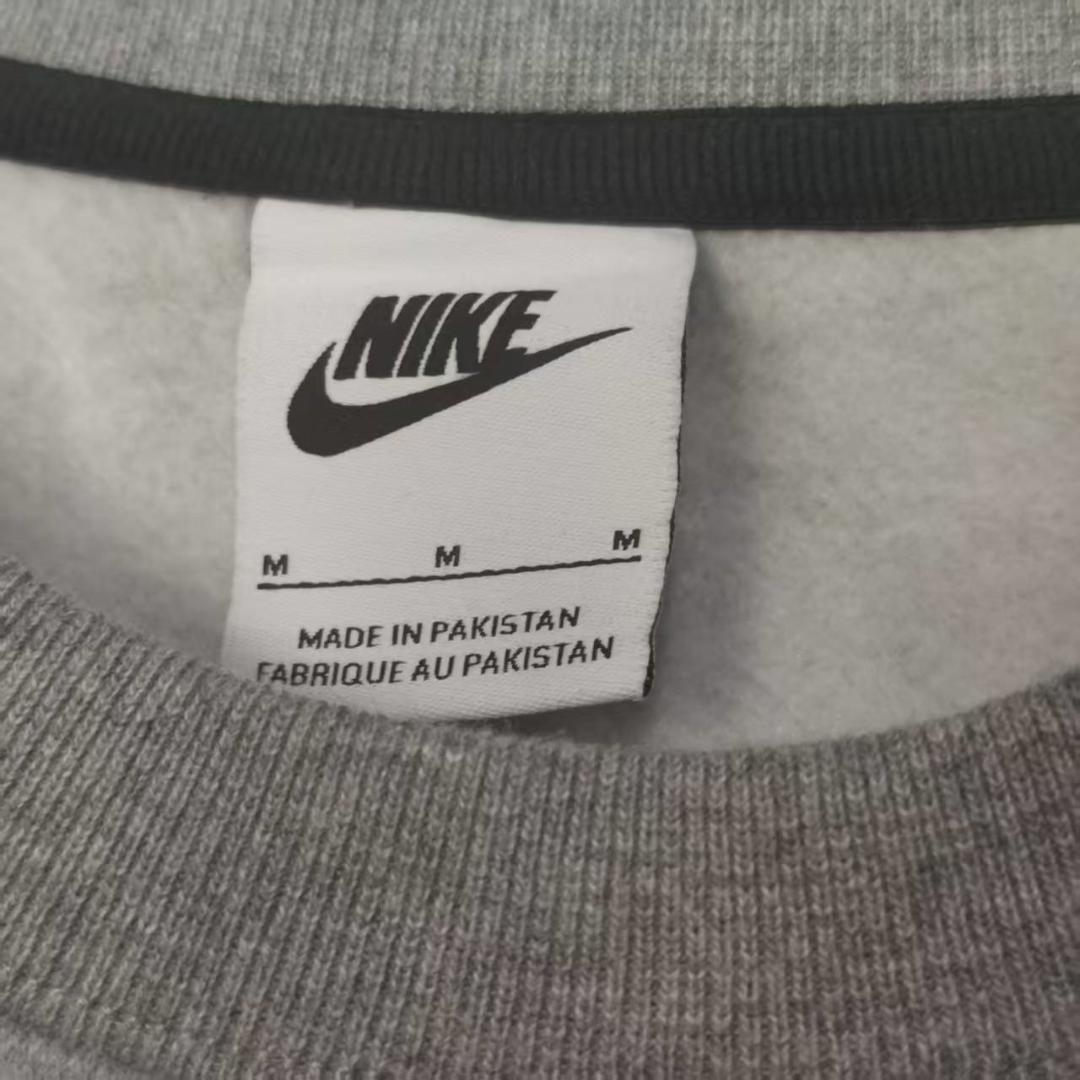 NIKE
M M M
MADE IN PAKISTAN
FABRIQUE AU PAKISTAN